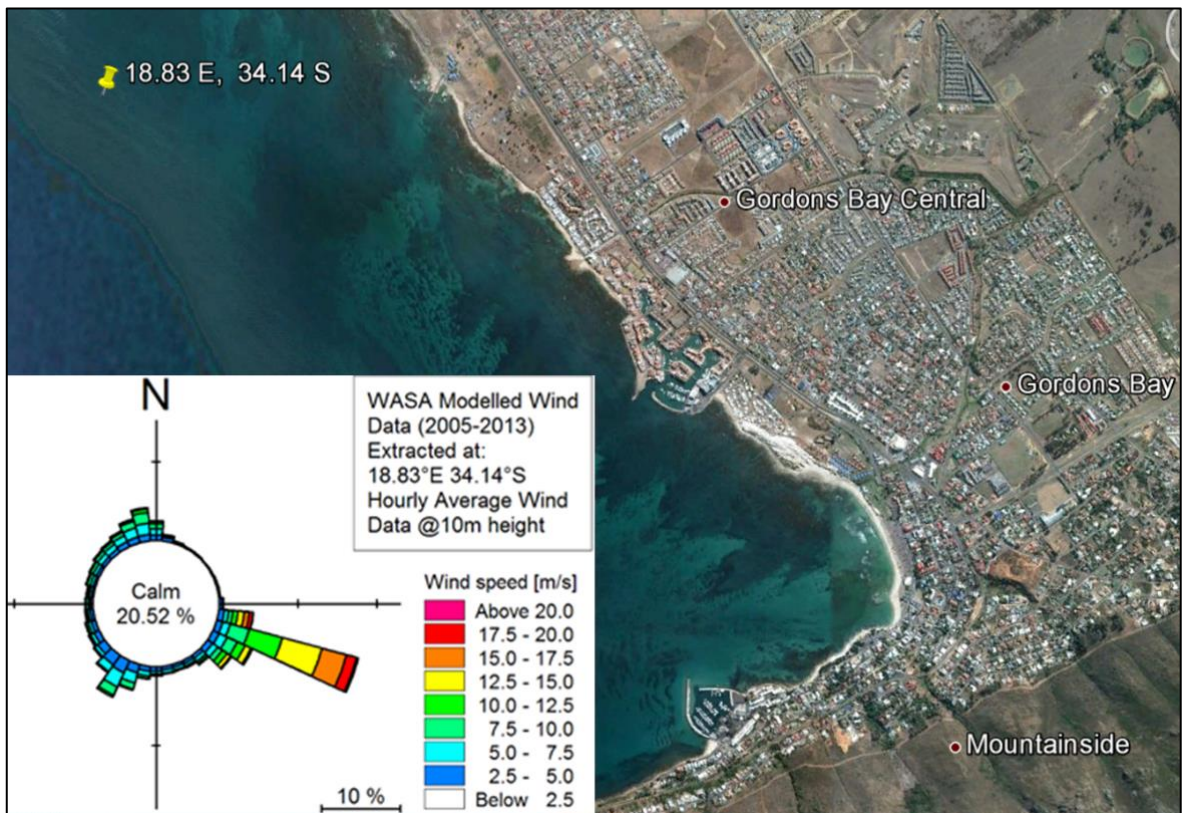 18.83 E, 34.14 S
Gordons Bay Central
Gordons Bay
Mountainside
N
Calm
20.52 %
10 %
WASA Modelled Wind
Data (2005-2013)
Extracted at:
18.83°E 34.14°S
Hourly Average Wind
Data @10m height
Wind speed [m/s]
Above 20.0
17.5 - 20.0
15.0 - 17.5
12.5 - 15.0
10.0 - 12.5
7.5 - 10.0
5.0 - 7.5
2.5 - 5.0
Below 2.5